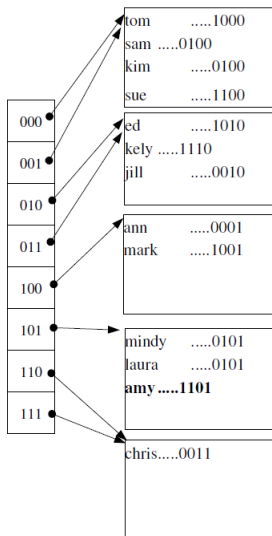 tom .....1000
sam .....0100
kim .....0100
sue .....1100
000
001
010
011
100
101
110
111
ed .....1010
kely .....1110
jill .....0010
ann .....0001
mark .....1001
mindy .....0101
laura .....0101
amy .....1101
chris.....0011